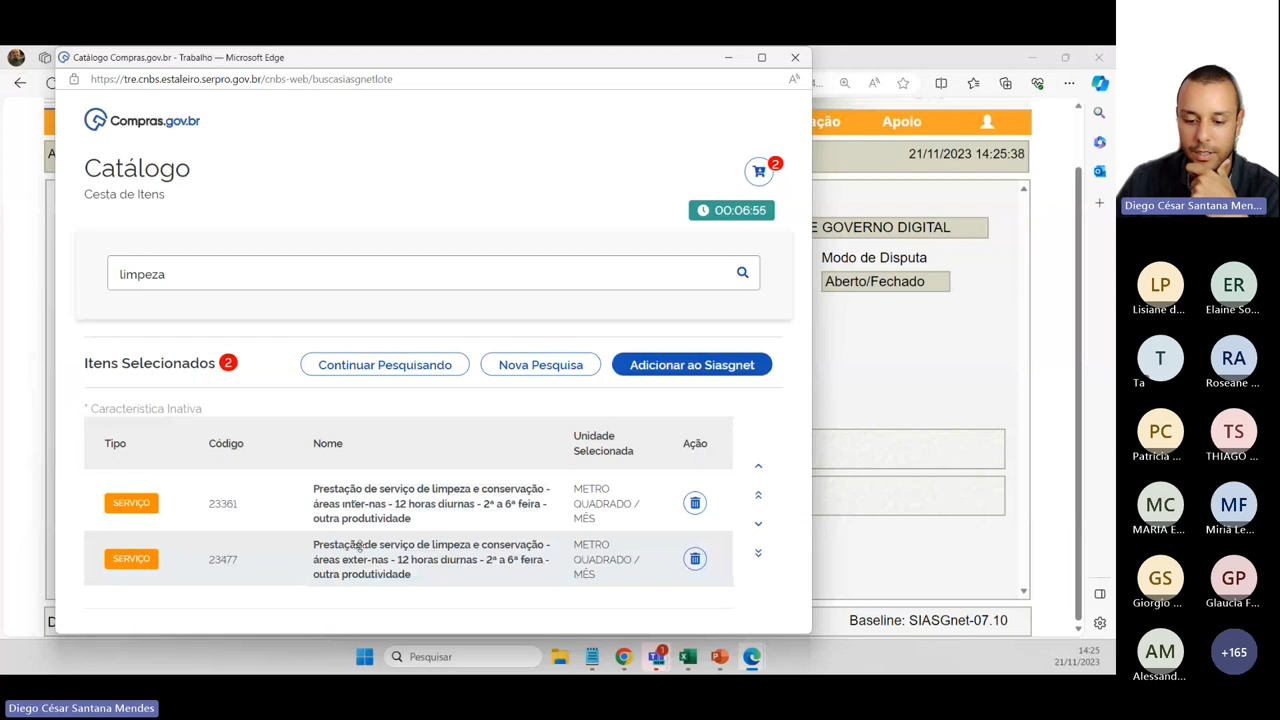 Catálogo Compras.gov.br - Trabalho — Microsoft Edge
https://tre.cnbs.estaleiro.serpro.gov.br/cnbs-web/buscasiasgnetlote
Compras.gov.br
Catálogo
Cesta de Itens
2
00:06:55
limpeza
Itens Selecionados 2
Continuar Pesquisando
Nova Pesquisa
Adicionar ao Siasgnet
* Característica Inativa
Tipo
Código
Nome
Unidade
Selecionada
Ação
SERVIÇO
23361
Prestação de serviço de limpeza e conservação -
áreas inter-nas - 12 horas diurnas - 2ª a 6ª feira -
outra produtividade
METRO
QUADRADO /
MÊS
SERVIÇO
23477
Prestação de serviço de limpeza e conservação -
áreas exter-nas - 12 horas diurnas - 2ª a 6ª feira -
outra produtividade
METRO
QUADRADO /
MÊS
Apoio
21/11/2023 14:25:38
E GOVERNO DIGITAL
Modo de Disputa
Aberto/Fechado
Baseline: SIASGnet-07.10
Pesquisar
1
14:25
21/11/2023
Diego César Santana Mendes
Diego César Santana Men...
LP
Lisiane d...
ER
Elaine So...
T
Ta
RA
Roseane ...
PC
Patrícia ...
TS
THIAGO ...
MC
MARIA E...
MF
Miriã Le...
GS
Giorgio ...
GP
Glaucia F...
AM
Alessand...
+165